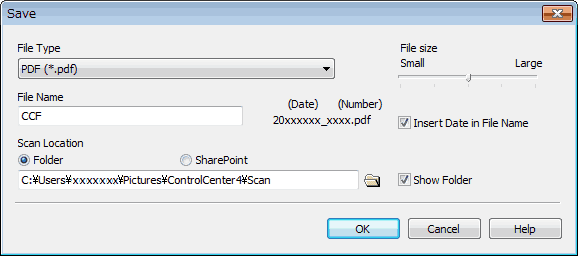 Save
File Type
File size
PDF (*.pdf)
Small Large
File Name
(Date) (Number)
CCF
20xxxxxx_xxxx.pdf
Insert Date in File Name
Scan Location
Folder SharePoint
C:¥Users¥xxxxxxx¥Pictures¥ControlCenter4¥Scan
Show Folder
OK Cancel Help